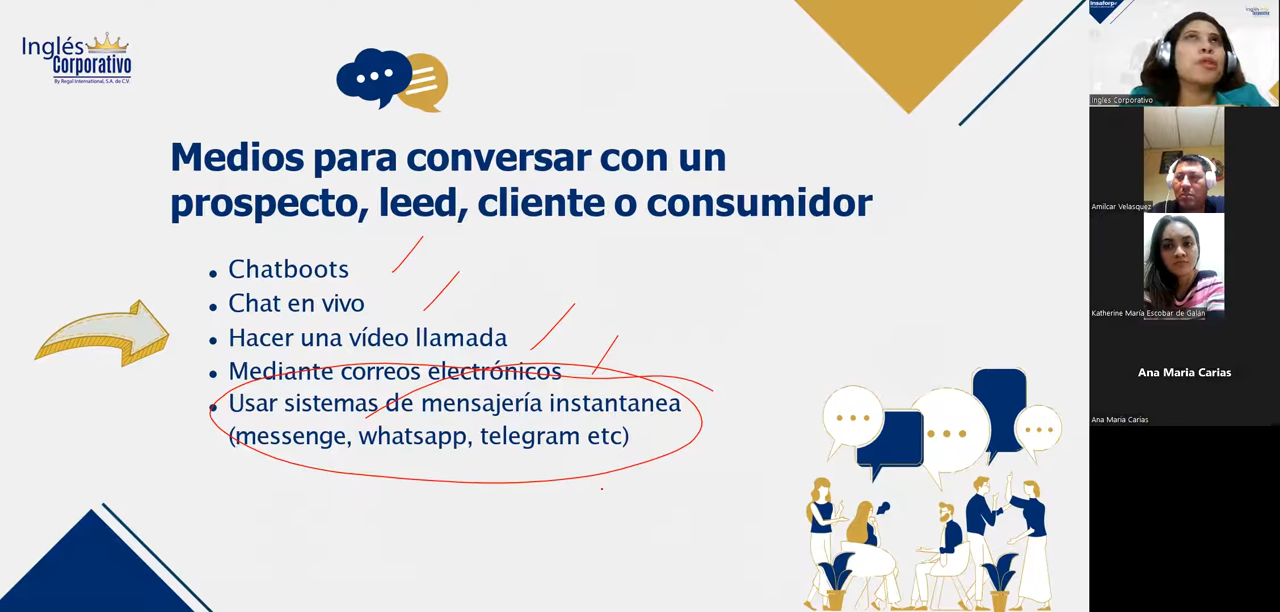 Inglés
Corporativo
By Regal International, S.A. de C.V.
Medios para conversar con un
prospecto, leed, cliente o consumidor
• Chatboots
• Chat en vivo
• Hacer una vídeo llamada
• Mediante correos electrónicos
• Usar sistemas de mensajería instantanea
(messenge, whatsapp, telegram etc)
Insaforp
Ingles Corporativo
Amilcar Velasquez
Katherine María Escobar de Galán
Ana Maria Carias
Ana Maria Carias